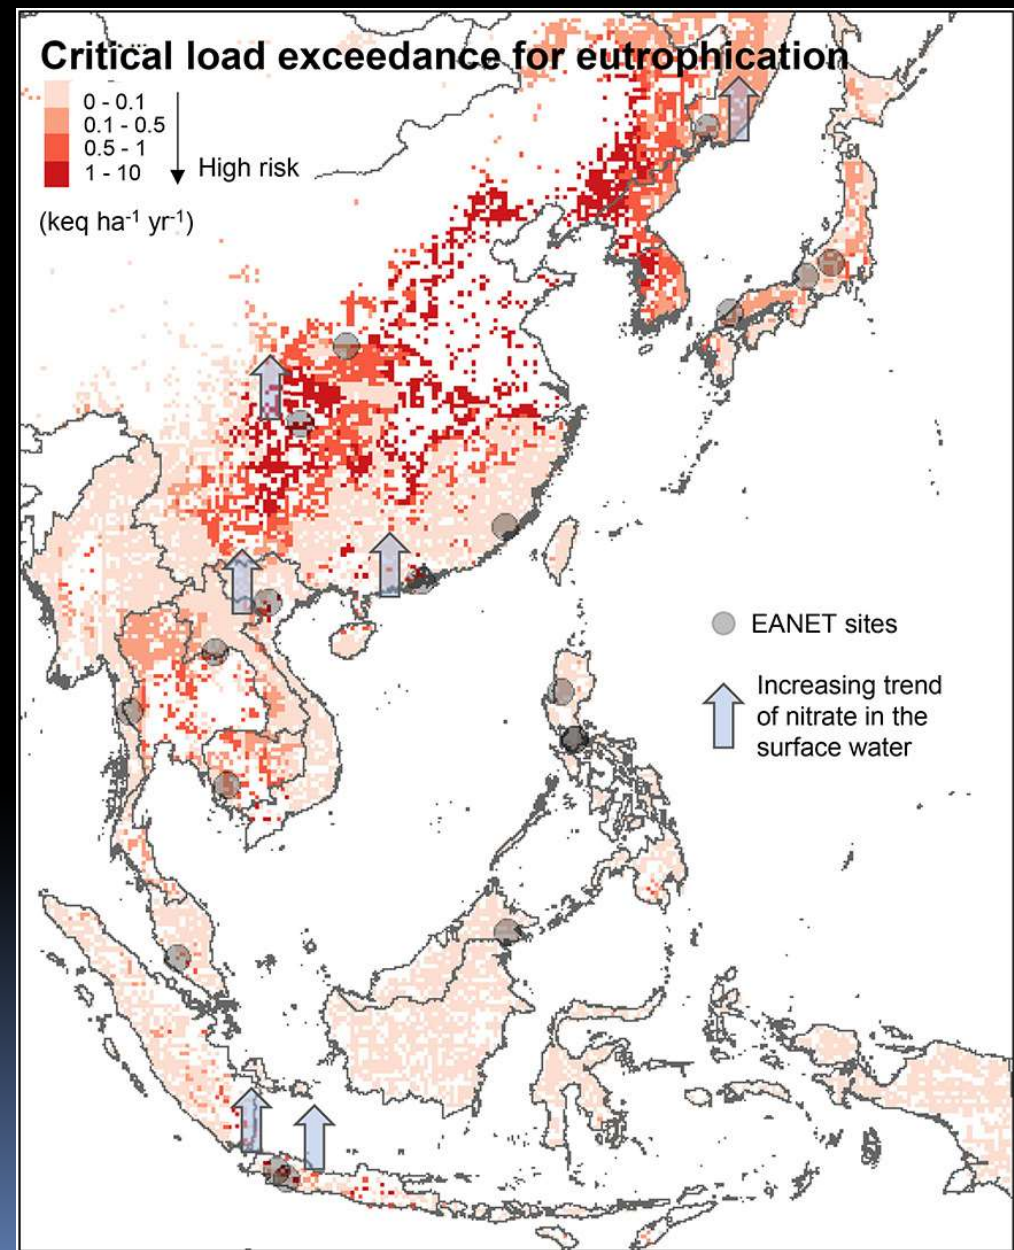 Critical load exceedance for eutrophication
0 - 0.1
0.1 - 0.5
0.5 - 1
1 - 10
High risk
(keq ha⁻¹ yr⁻¹)
EANET sites
Increasing trend
of nitrate in the
surface water